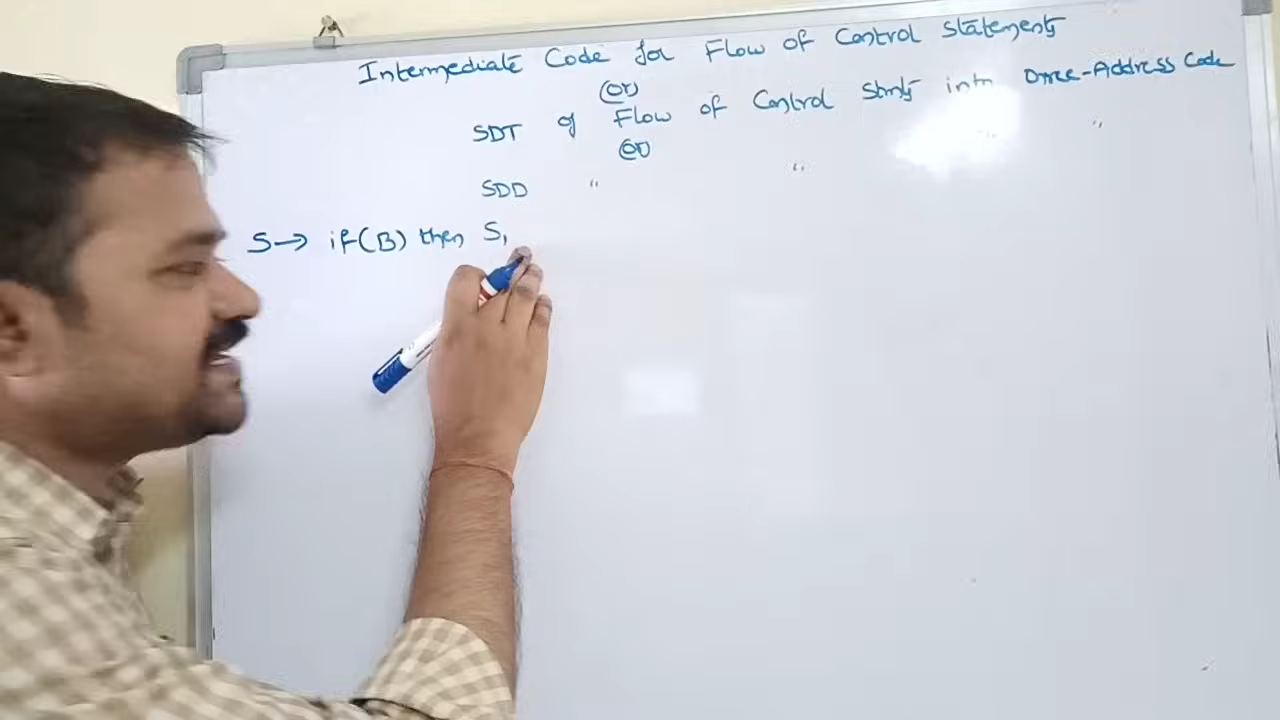 Intermediate Code for Flow of Control Statements
(or)
SDT of Flow of Control Stmts into Three-Address Code
(or)
SDD " " "
S → if(B) then S₁